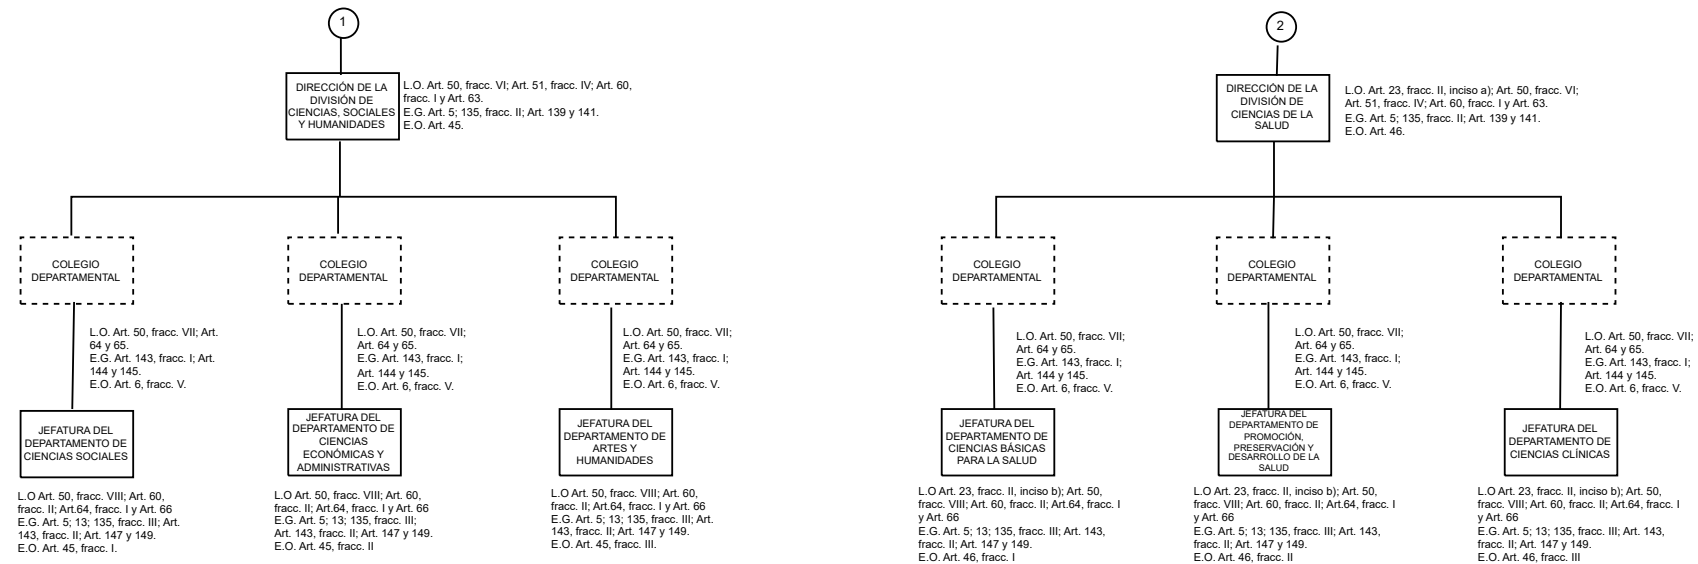 1
DIRECCIÓN DE LA
DIVISIÓN DE
CIENCIAS, SOCIALES
Y HUMANIDADES
L.O. Art. 50, fracc. VI; Art. 51, fracc. IV; Art. 60,
fracc. I y Art. 63.
E.G. Art. 5; 135, fracc. II; Art. 139 y 141.
E.O. Art. 45.
COLEGIO
DEPARTAMENTAL
L.O. Art. 50, fracc. VII; Art.
64 y 65.
E.G. Art. 143, fracc. I; Art.
144 y 145.
E.O. Art. 6, fracc. V.
JEFATURA DEL
DEPARTAMENTO DE
CIENCIAS SOCIALES
L.O Art. 50, fracc. VIII; Art. 60,
fracc. II; Art.64, fracc. I y Art. 66
E.G. Art. 5; 13; 135, fracc. III; Art.
143, fracc. II; Art. 147 y 149.
E.O. Art. 45, fracc. I.
COLEGIO
DEPARTAMENTAL
L.O. Art. 50, fracc. VII;
Art. 64 y 65.
E.G. Art. 143, fracc. I;
Art. 144 y 145.
E.O. Art. 6, fracc. V.
JEFATURA DEL
DEPARTAMENTO DE
CIENCIAS
ECONÓMICAS Y
ADMINISTRATIVAS
L.O Art. 50, fracc. VIII; Art. 60,
fracc. II; Art.64, fracc. I y Art. 66
E.G. Art. 5; 13; 135, fracc. III;
Art. 143, fracc. II; Art. 147 y 149.
E.O. Art. 45, fracc. II
COLEGIO
DEPARTAMENTAL
L.O. Art. 50, fracc. VII;
Art. 64 y 65.
E.G. Art. 143, fracc. I;
Art. 144 y 145.
E.O. Art. 6, fracc. V.
JEFATURA DEL
DEPARTAMENTO DE
ARTES Y
HUMANIDADES
L.O Art. 50, fracc. VIII; Art. 60,
fracc. II; Art.64, fracc. I y Art. 66
E.G. Art. 5; 13; 135, fracc. III; Art.
143, fracc. II; Art. 147 y 149.
E.O. Art. 45, fracc. III.
2
DIRECCIÓN DE LA
DIVISIÓN DE
CIENCIAS DE LA
SALUD
L.O. Art. 23, fracc. II, inciso a); Art. 50, fracc. VI;
Art. 51, fracc. IV; Art. 60, fracc. I y Art. 63.
E.G. Art. 5; 135, fracc. II; Art. 139 y 141.
E.O. Art. 46.
COLEGIO
DEPARTAMENTAL
L.O. Art. 50, fracc. VII;
Art. 64 y 65.
E.G. Art. 143, fracc. I;
Art. 144 y 145.
E.O. Art. 6, fracc. V.
JEFATURA DEL
DEPARTAMENTO DE
CIENCIAS BÁSICAS
PARA LA SALUD
L.O Art. 23, fracc. II, inciso b); Art. 50,
fracc. VIII; Art. 60, fracc. II; Art.64, fracc. I
y Art. 66
E.G. Art. 5; 13; 135, fracc. III; Art. 143,
fracc. II; Art. 147 y 149.
E.O. Art. 46, fracc. I
COLEGIO
DEPARTAMENTAL
L.O. Art. 50, fracc. VII;
Art. 64 y 65.
E.G. Art. 143, fracc. I;
Art. 144 y 145.
E.O. Art. 6, fracc. V.
JEFATURA DEL
DEPARTAMENTO DE
PROMOCIÓN,
PRESERVACIÓN Y
DESARROLLO DE LA
SALUD
L.O Art. 23, fracc. II, inciso b); Art. 50,
fracc. VIII; Art. 60, fracc. II; Art.64, fracc. I
y Art. 66
E.G. Art. 5; 13; 135, fracc. III; Art. 143,
fracc. II; Art. 147 y 149.
E.O. Art. 46, fracc. II
COLEGIO
DEPARTAMENTAL
L.O. Art. 50, fracc. VII;
Art. 64 y 65.
E.G. Art. 143, fracc. I;
Art. 144 y 145.
E.O. Art. 6, fracc. V.
JEFATURA DEL
DEPARTAMENTO DE
CIENCIAS CLÍNICAS
L.O Art. 23, fracc. II, inciso b); Art. 50,
fracc. VIII; Art. 60, fracc. II; Art.64, fracc. I
y Art. 66
E.G. Art. 5; 13; 135, fracc. III; Art. 143,
fracc. II; Art. 147 y 149.
E.O. Art. 46, fracc. III